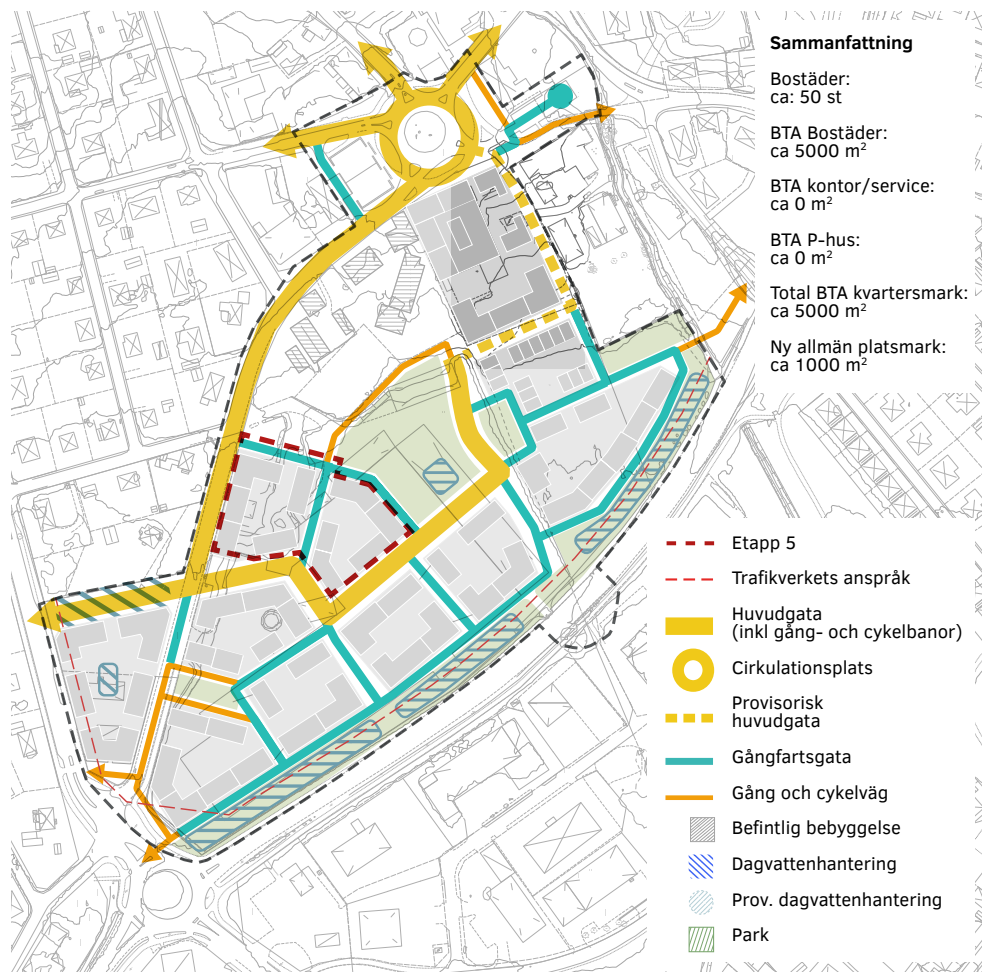 Sammanfattning
Bostäder:
ca: 50 st
BTA Bostäder:
ca 5000 m²
BTA kontor/service:
ca 0 m²
BTA P-hus:
ca 0 m²
Total BTA kvartersmark:
ca 5000 m²
Ny allmän platsmark:
ca 1000 m²
Etapp 5
Trafikverkets anspråk
Huvudgata
(inkl gång- och cykelbanor)
Cirkulationsplats
Provisorisk
huvudgata
Gångfartsgata
Gång och cykelväg
Befintlig bebyggelse
Dagvattenhantering
Prov. dagvattenhantering
Park